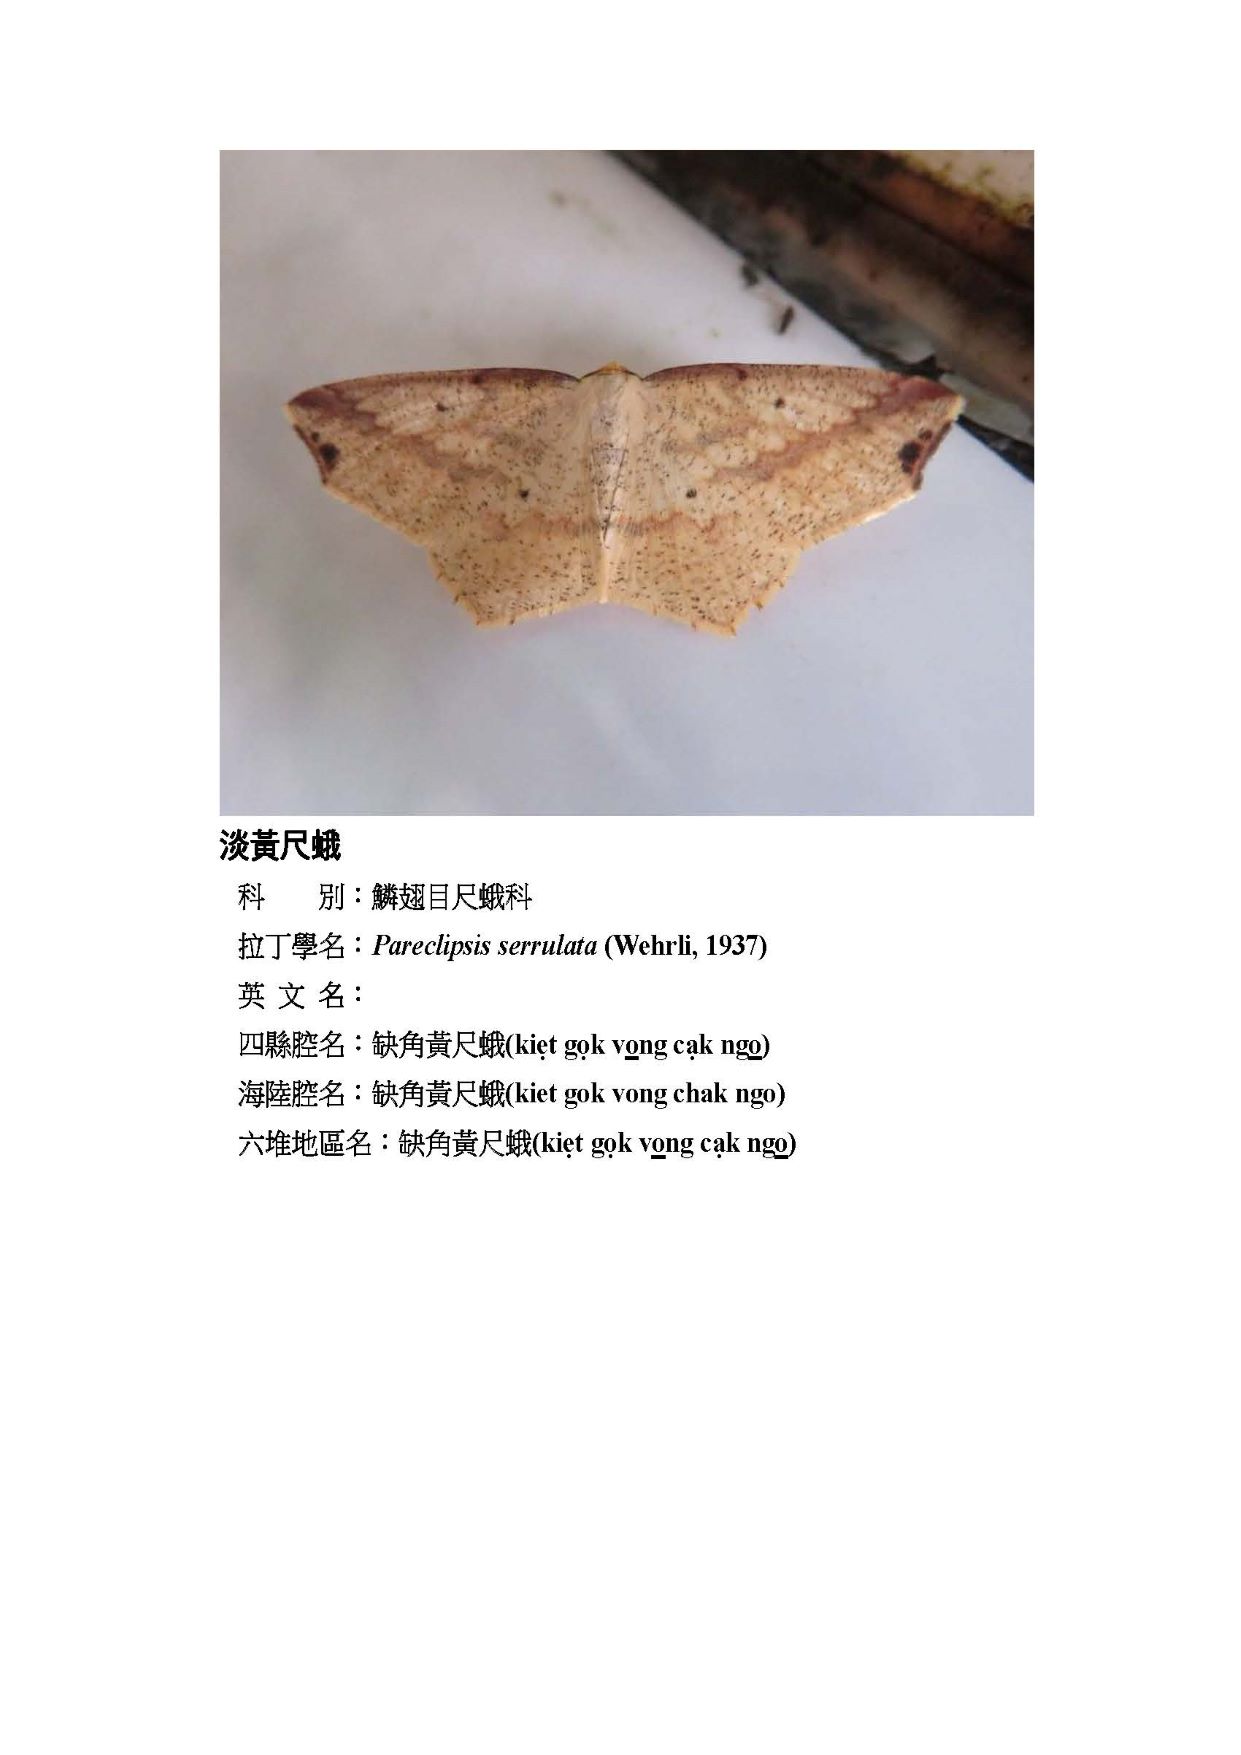 淡黃尺蛾
科　　別：鱗翅目尺蛾科
拉丁學名：Pareclipsis serrulata (Wehrli, 1937)
英 文 名：
四縣腔名：缺角黃尺蛾(kiẹt gọk vo̲ng cạk ngo̲)
海陸腔名：缺角黃尺蛾(kiet gok vong chak ngo)
六堆地區名：缺角黃尺蛾(kiẹt gọk vo̲ng cạk ngo̲)